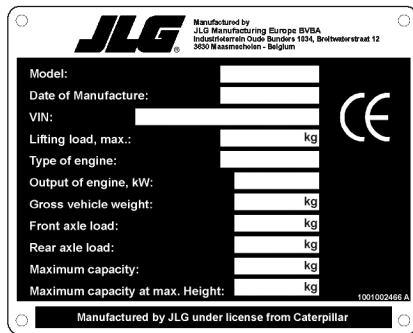 JLG®
Manufactured by
JLG Manufacturing Europe BVBA
Industrieterrein Oude Bunders 1034, Breitwaterstraat 12
3630 Maasmechelen - Belgium
Model:
Date of Manufacture:
CE
VIN:
Lifting load, max.: kg
Type of engine:
Output of engine, kW:
Gross vehicle weight: kg
Front axle load: kg
Rear axle load: kg
Maximum capacity: kg
Maximum capacity at max. Height: kg
1001002466 A
Manufactured by JLG under license from Caterpillar